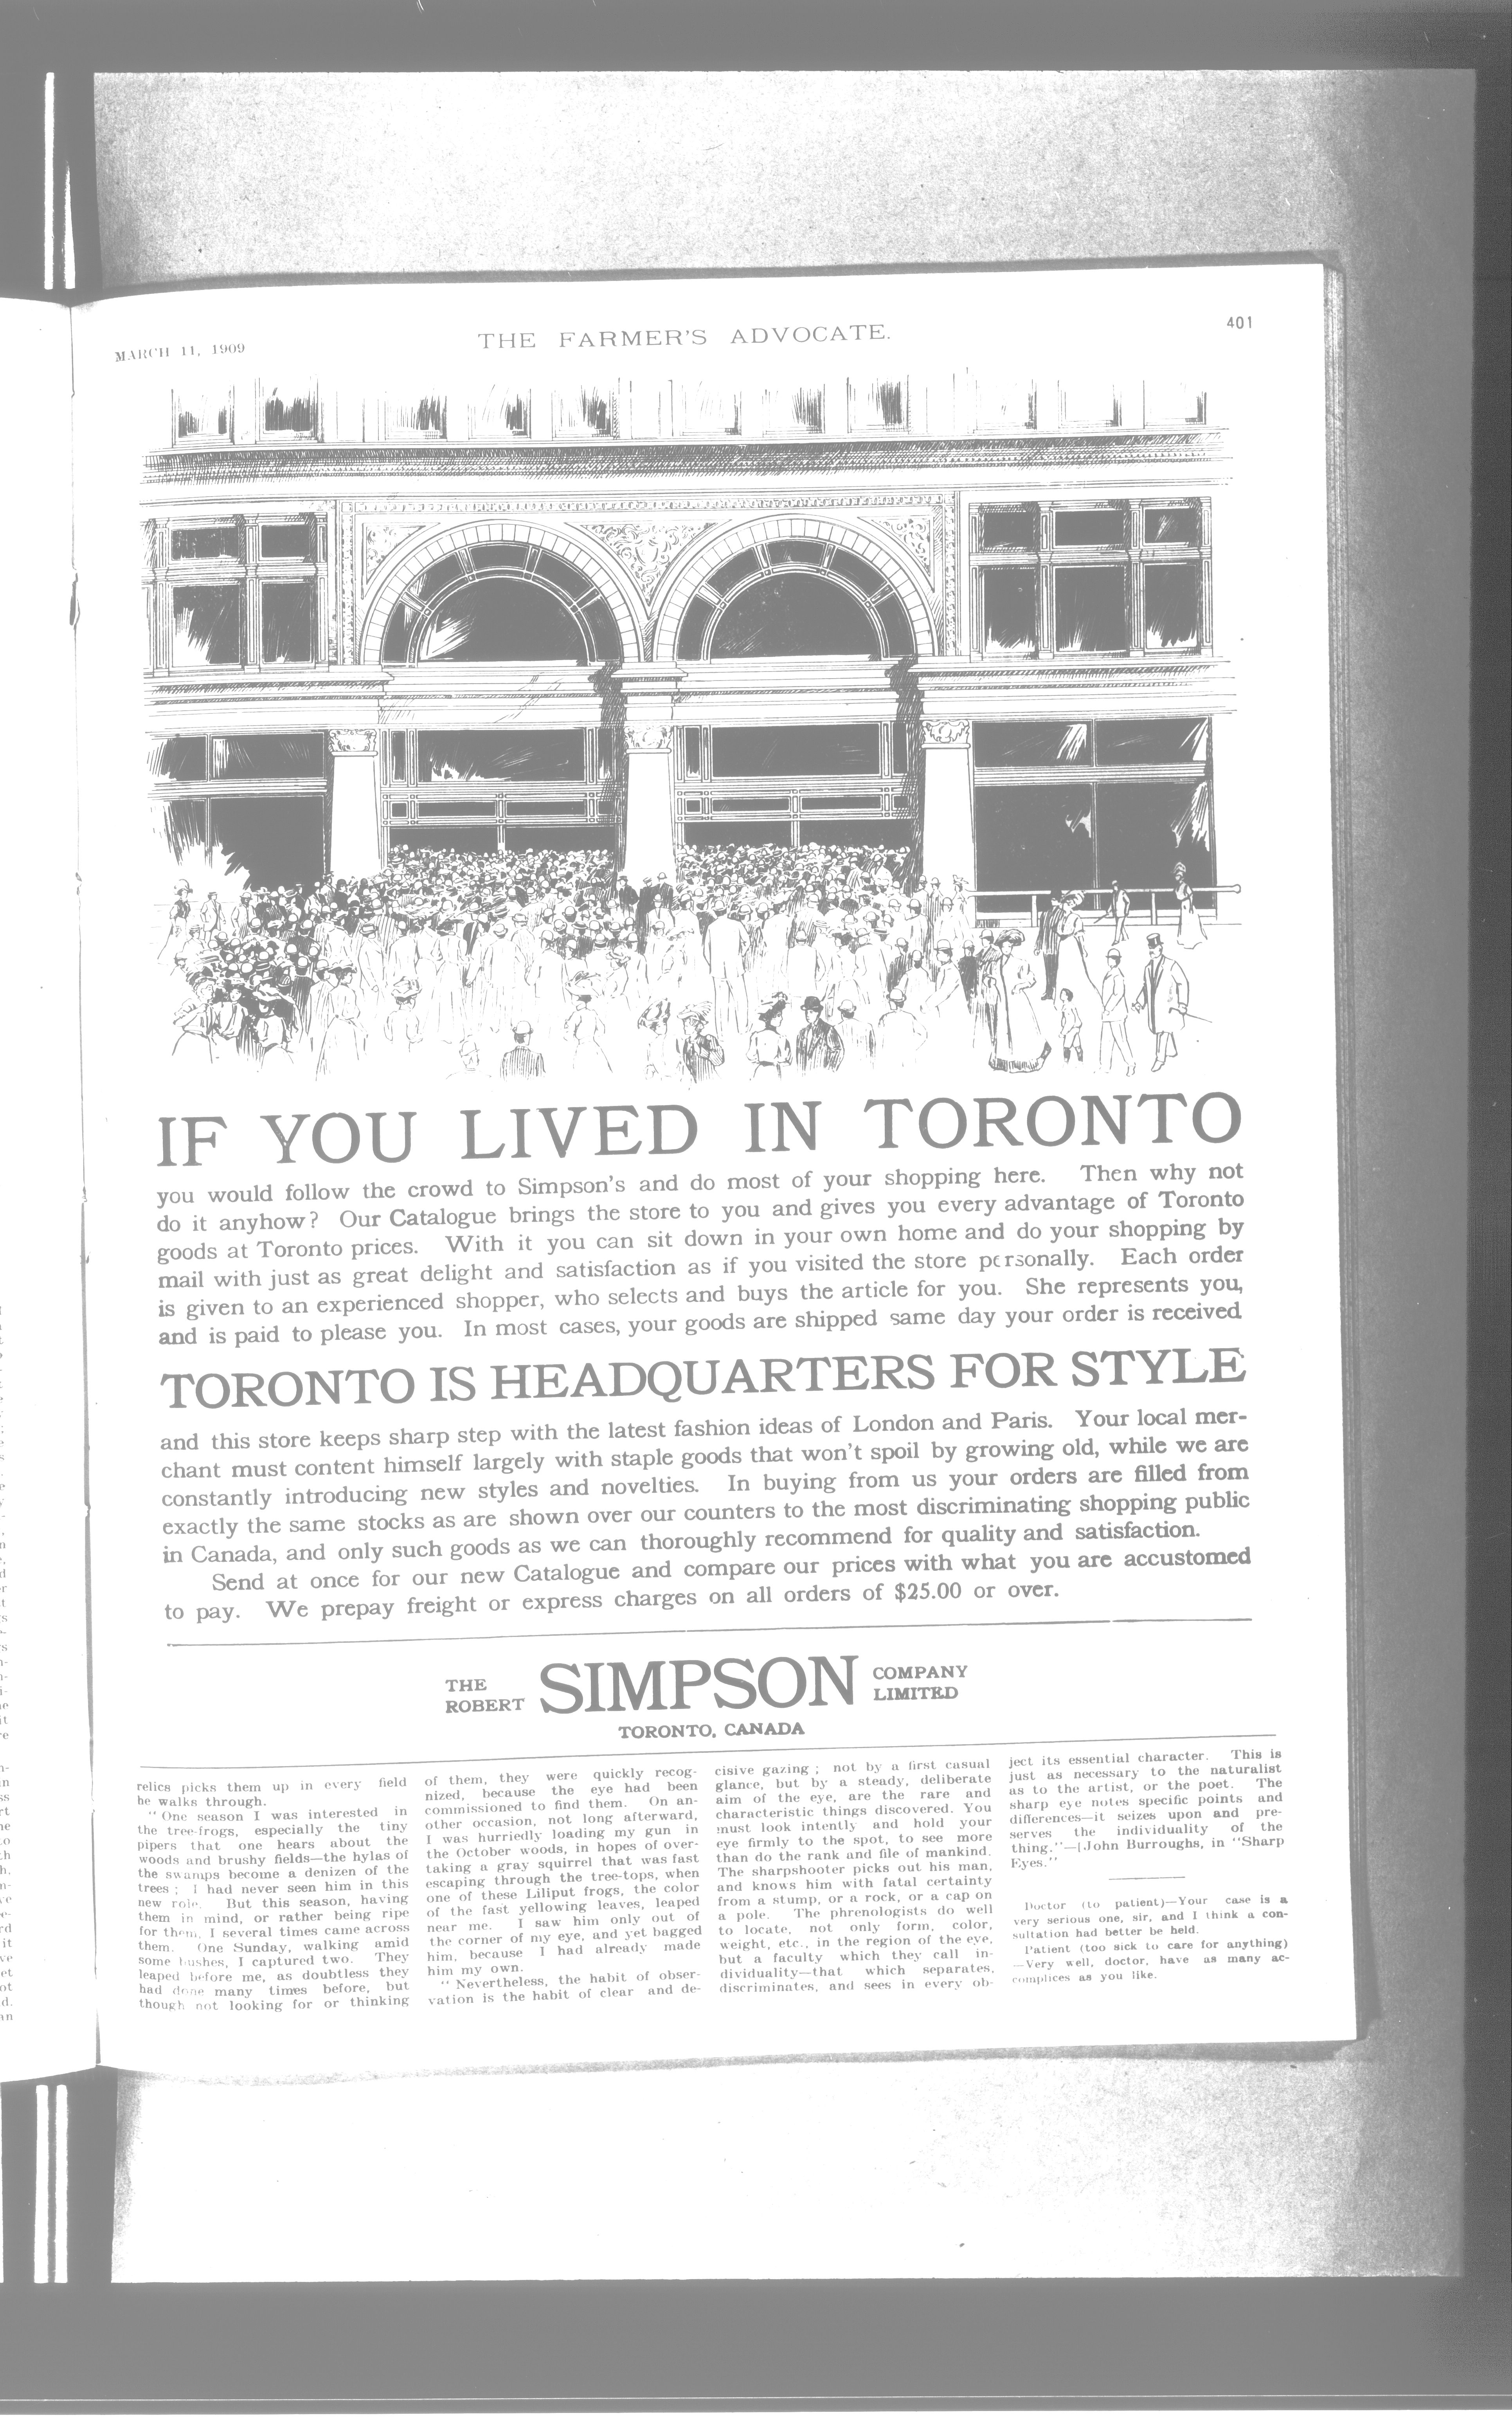 MARCH 11, 1909
THE FARMER'S ADVOCATE.
401
IF YOU LIVED IN TORONTO
you would follow the crowd to Simpson's and do most of your shopping here. Then why not
do it anyhow? Our Catalogue brings the store to you and gives you every advantage of Toronto
goods at Toronto prices. With it you can sit down in your own home and do your shopping by
mail with just as great delight and satisfaction as if you visited the store personally. Each order
is given to an experienced shopper, who selects and buys the article for you. She represents you,
and is paid to please you. In most cases, your goods are shipped same day your order is received
TORONTO IS HEADQUARTERS FOR STYLE
and this store keeps sharp step with the latest fashion ideas of London and Paris. Your local mer-
chant must content himself largely with staple goods that won't spoil by growing old, while we are
constantly introducing new styles and novelties. In buying from us your orders are filled from
exactly the same stocks as are shown over our counters to the most discriminating shopping public
in Canada, and only such goods as we can thoroughly recommend for quality and satisfaction.
Send at once for our new Catalogue and compare our prices with what you are accustomed
to pay. We prepay freight or express charges on all orders of $25.00 or over.
THE ROBERT SIMPSON COMPANY LIMITED
TORONTO, CANADA
relics picks them up in every field
he walks through.
"One season I was interested in
the tree-frogs, especially the tiny
pipers that one hears about the
woods and brushy fields—the hylas of
the swamps become a denizen of the
trees ; I had never seen him in this
new role. But this season, having
them in mind, or rather being ripe
for them, I several times came across
them. One Sunday, walking amid
some bushes, I captured two. They
leaped before me, as doubtless they
had done many times before, but
though not looking for or thinking
of them, they were quickly recog-
nized, because the eye had been
commissioned to find them. On an-
other occasion, not long afterward,
I was hurriedly loading my gun in
the October woods, in hopes of over-
taking a gray squirrel that was fast
escaping through the tree-tops, when
one of these Liliput frogs, the color
of the fast yellowing leaves, leaped
near me. I saw him only out of
the corner of my eye, and yet bagged
him, because I had already made
him my own.
"Nevertheless, the habit of obser-
vation is the habit of clear and de-
cisive gazing ; not by a first casual
glance, but by a steady, deliberate
aim of the eye, are the rare and
characteristic things discovered. You
must look intently and hold your
eye firmly to the spot, to see more
than do the rank and file of mankind.
The sharpshooter picks out his man,
and knows him with fatal certainty
from a stump, or a rock, or a cap on
a pole. The phrenologists do well
to locate, not only form, color,
weight, etc., in the region of the eye,
but a faculty which they call in-
dividuality—that which separates,
discriminates, and sees in every ob-
ject its essential character. This is
just as necessary to the naturalist
as to the artist, or the poet. The
sharp eye notes specific points and
differences—it seizes upon and pre-
serves the individuality of the
thing."—[John Burroughs, in "Sharp
Eyes."
Doctor (to patient)—Your case is a
very serious one, sir, and I think a con-
sultation had better be held.
Patient (too sick to care for anything)
—Very well, doctor, have as many ac-
complices as you like.